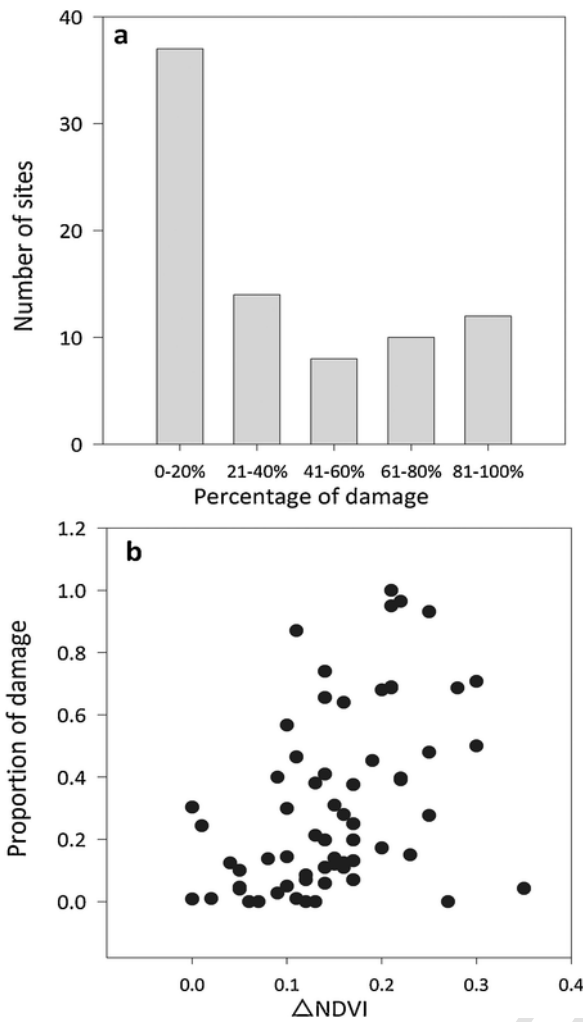 a
40
30
20
10
0
Number of sites
0-20% 21-40% 41-60% 61-80% 81-100%
Percentage of damage
b
1.2
1.0
0.8
0.6
0.4
0.2
0.0
Proportion of damage
0.0 0.1 0.2 0.3 0.4
△NDVI